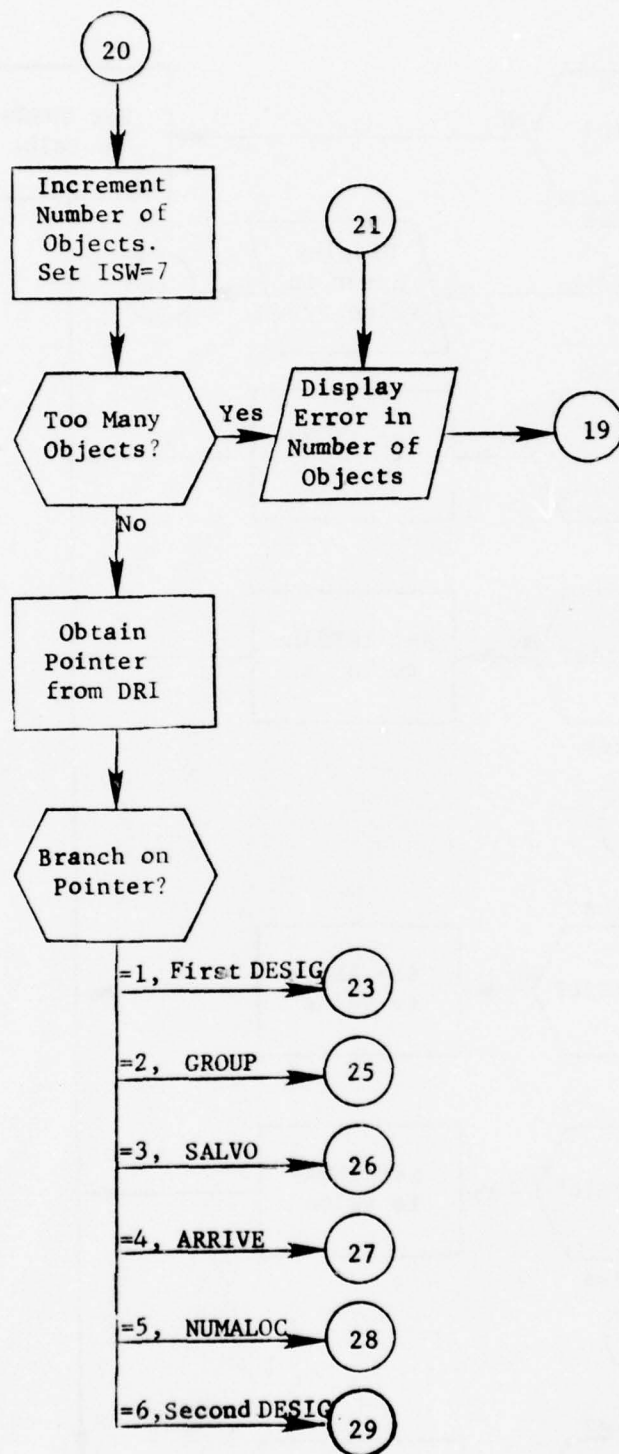 20
Increment
Number of
Objects.
Set ISW=7
21
Too Many
Objects?
Yes
Display
Error in
Number of
Objects
19
No
Obtain
Pointer
from DRI
Branch on
Pointer?
=1, First DESIG
23
=2, GROUP
25
=3, SALVO
26
=4, ARRIVE
27
=5, NUMALOC
28
=6, Second DESIG
29